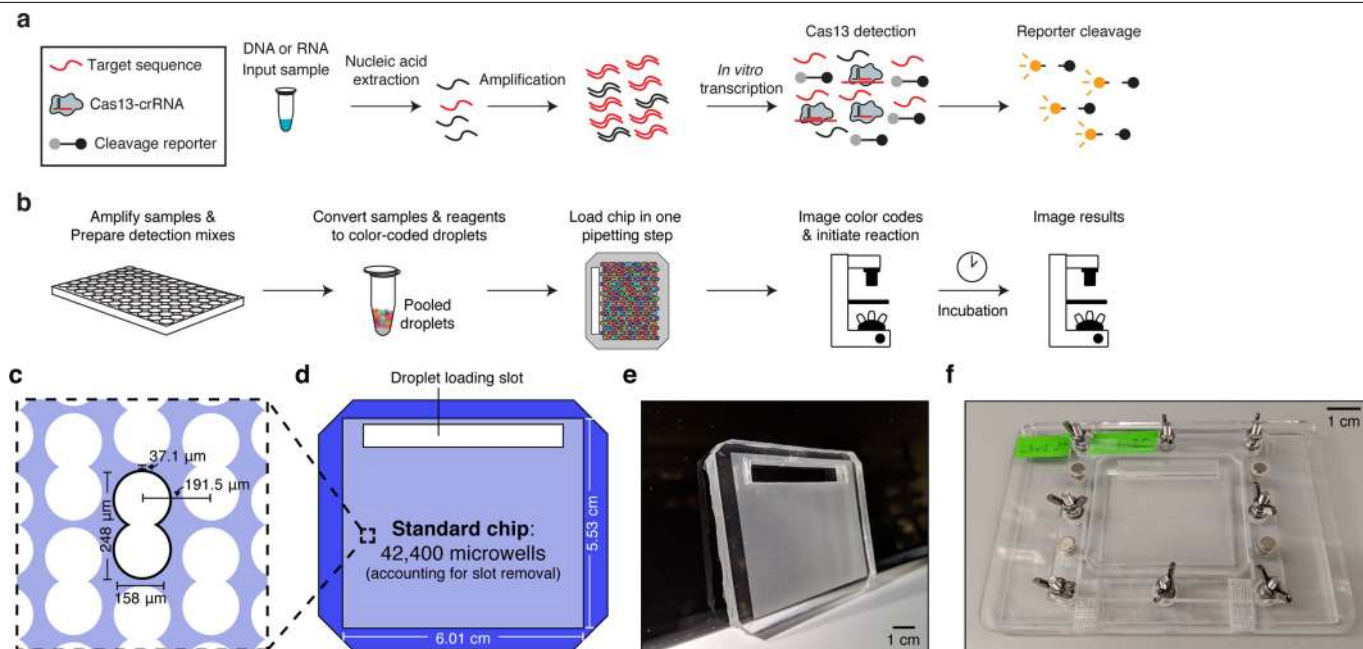 a
Target sequence
Cas13-crRNA
Cleavage reporter
DNA or RNA
Input sample
Nucleic acid
extraction
Amplification
In vitro
transcription
Cas13 detection
Reporter cleavage
b
Amplify samples &
Prepare detection mixes
Convert samples & reagents
to color-coded droplets
Pooled
droplets
Load chip in one
pipetting step
Image color codes
& initiate reaction
Incubation
Image results
c
37.1 µm
191.5 µm
248 µm
158 µm
d
Droplet loading slot
Standard chip:
42,400 microwells
(accounting for slot removal)
5.53 cm
6.01 cm
e
1 cm
f
1 cm